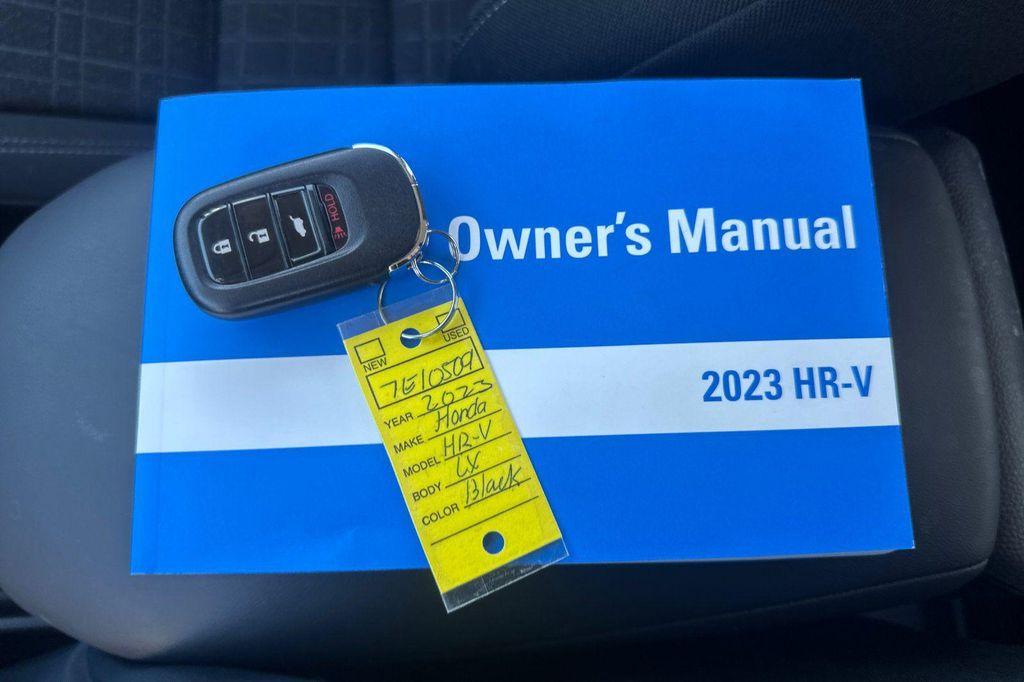 HOLD
Owner's Manual
2023 HR-V
NEW USED
7E10509
YEAR 2023
MAKE Honda
MODEL HR-V
BODY LX
COLOR Black